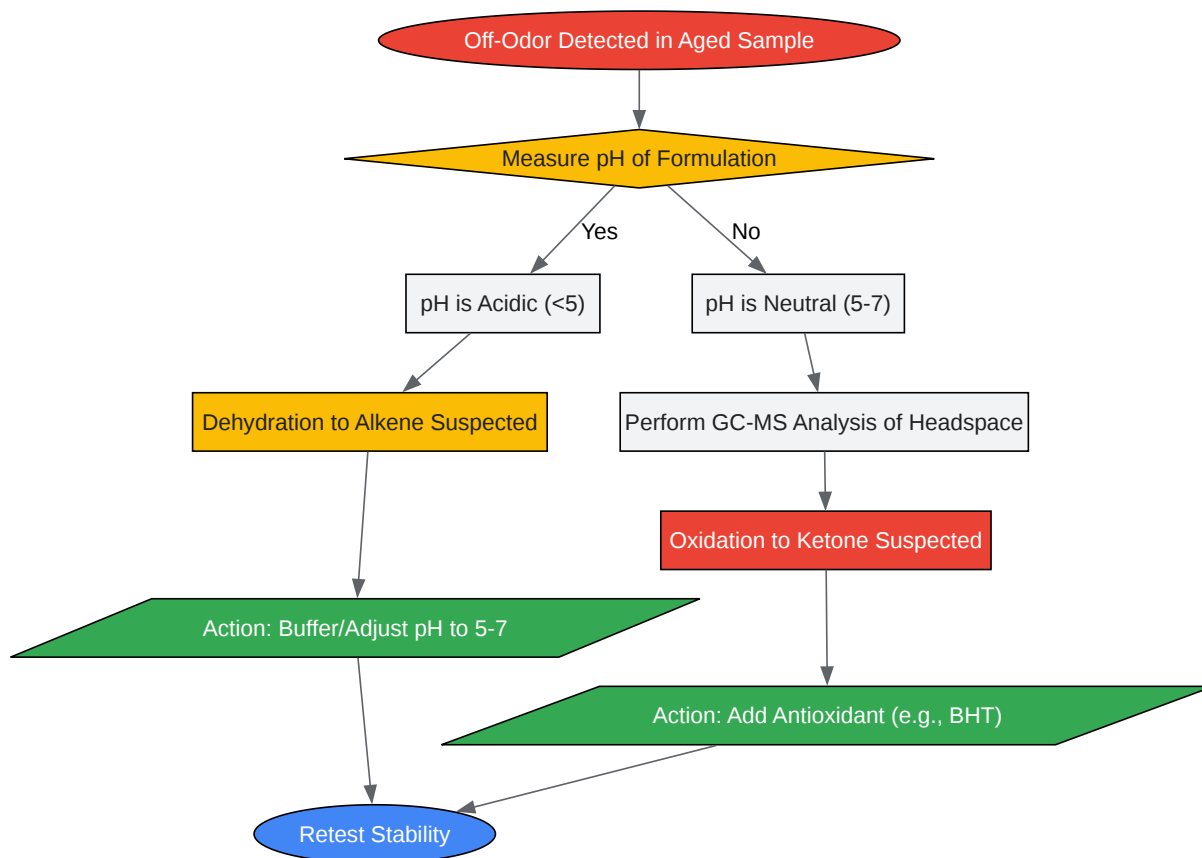 Off-Odor Detected in Aged Sample
Measure pH of Formulation
Yes
No
pH is Acidic (<5)
pH is Neutral (5-7)
Dehydration to Alkene Suspected
Perform GC-MS Analysis of Headspace
Oxidation to Ketone Suspected
Action: Buffer/Adjust pH to 5-7
Action: Add Antioxidant (e.g., BHT)
Retest Stability